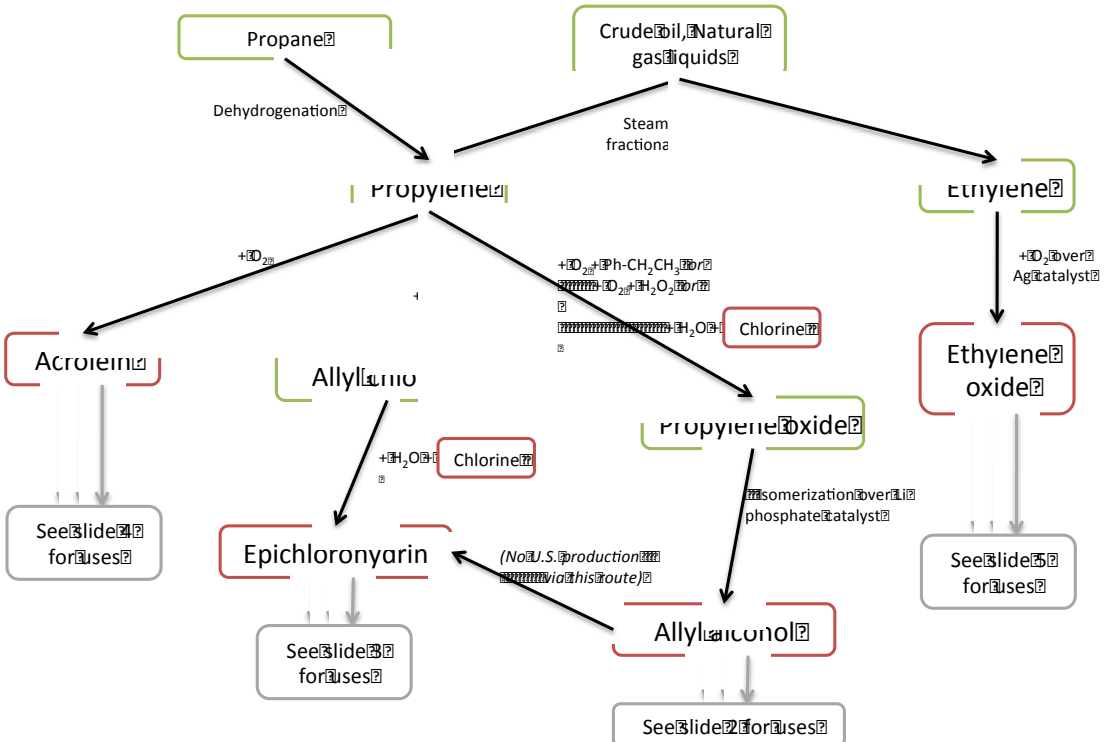 Propane
Crude oil, Natural
gas liquids
Dehydrogenation
Steam
fractiona
Propylene
Ethylene
+ O₂
+
+ O₂ + Ph-CH₂CH₃ or
+ O₂ + H₂O₂ or
+ H₂O +
Chlorine
+ O₂ over
Ag catalyst
Acrolein
Allyl chlo
Propylene oxide
Ethylene
oxide
+ H₂O +
Chlorine
Isomerization over Li
phosphate catalyst
See slide 4
for uses
Epichlorohydrin
(No U.S. production
via this route)
See slide 5
for uses
Allyl alcohol
See slide 3
for uses
See slide 2 for uses